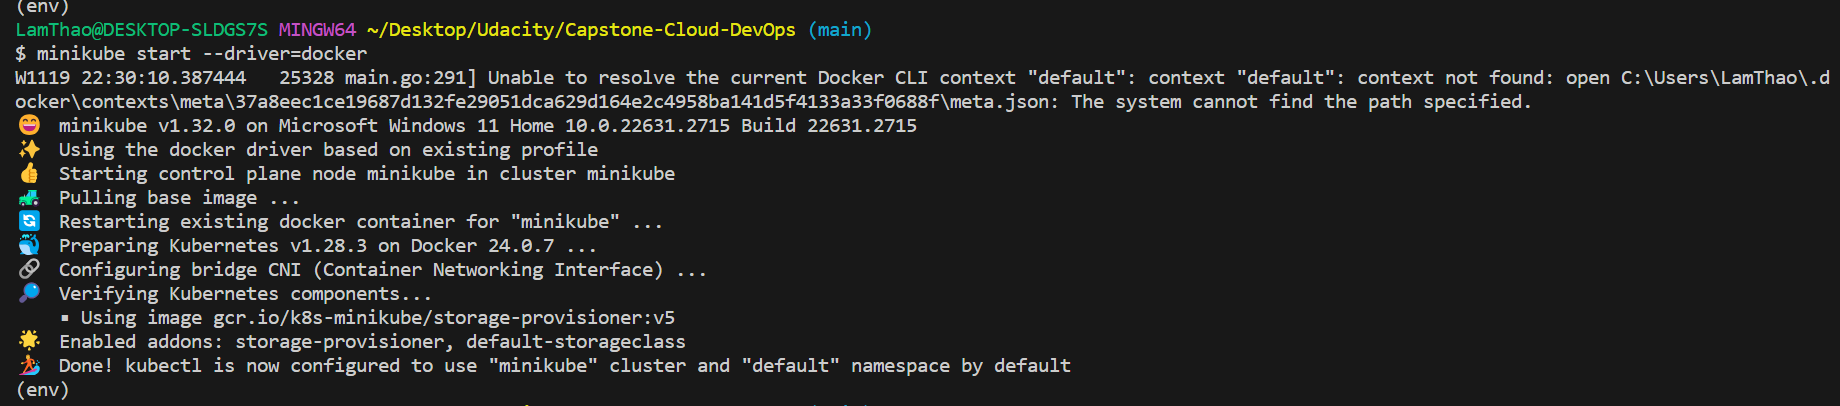 (env)
LamThao@DESKTOP-SLDGS7S MINGW64 ~/Desktop/Udacity/Capstone-Cloud-DevOps (main)
$ minikube start --driver=docker
W1119 22:30:10.387444   25328 main.go:291] Unable to resolve the current Docker CLI context "default": context "default": context not found: open C:\Users\LamThao\.d
ocker\contexts\meta\37a8eec1ce19687d132fe29051dca629d164e2c4958ba141d5f4133a33f0688f\meta.json: The system cannot find the path specified.
😄  minikube v1.32.0 on Microsoft Windows 11 Home 10.0.22631.2715 Build 22631.2715
✨  Using the docker driver based on existing profile
👍  Starting control plane node minikube in cluster minikube
🚜  Pulling base image ...
🔄  Restarting existing docker container for "minikube" ...
🐳  Preparing Kubernetes v1.28.3 on Docker 24.0.7 ...
🔗  Configuring bridge CNI (Container Networking Interface) ...
🔎  Verifying Kubernetes components...
    ▪ Using image gcr.io/k8s-minikube/storage-provisioner:v5
🌟  Enabled addons: storage-provisioner, default-storageclass
🏄  Done! kubectl is now configured to use "minikube" cluster and "default" namespace by default
(env)